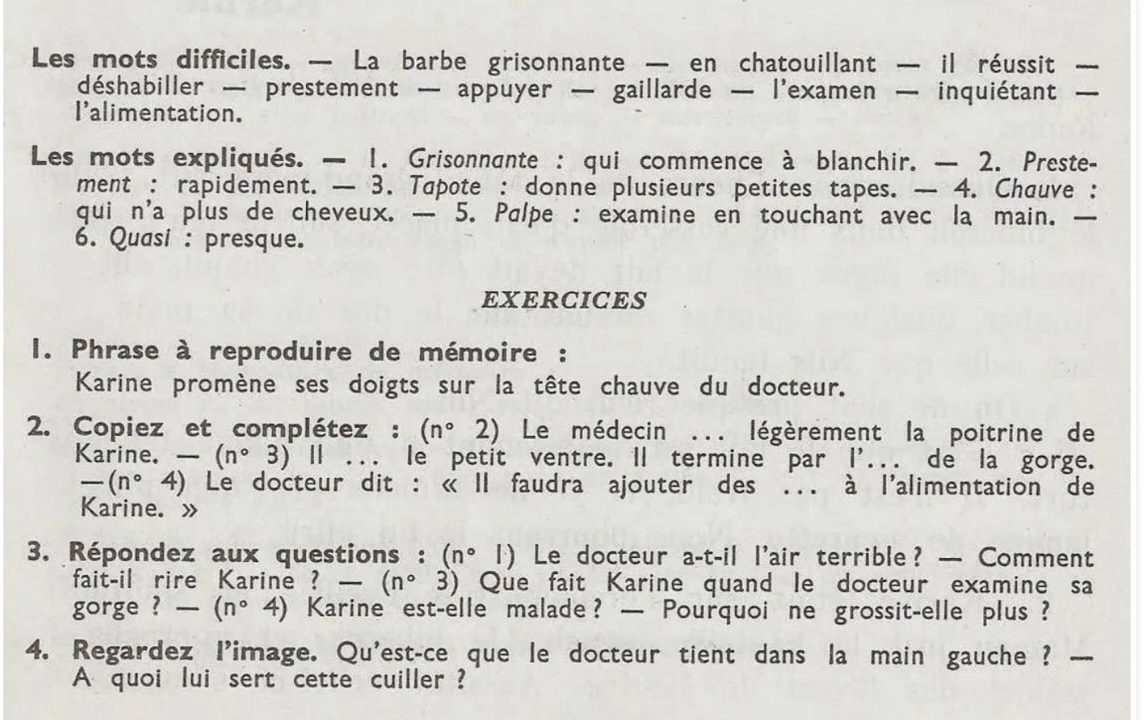 Les mots difficiles. — La barbe grisonnante — en chatouillant — il réussit —
déshabiller — prestement — appuyer — gaillarde — l'examen — inquiétant —
l'alimentation.
Les mots expliqués. — 1. Grisonnante : qui commence à blanchir. — 2. Preste-
ment : rapidement. — 3. Tapote : donne plusieurs petites tapes. — 4. Chauve :
qui n'a plus de cheveux. — 5. Palpe : examine en touchant avec la main. —
6. Quasi : presque.
EXERCICES
1. Phrase à reproduire de mémoire :
Karine promène ses doigts sur la tête chauve du docteur.
2. Copiez et complétez : (n° 2) Le médecin ... légèrement la poitrine de
Karine. — (n° 3) Il ... le petit ventre. Il termine par l'... de la gorge.
—(n° 4) Le docteur dit : « Il faudra ajouter des ... à l'alimentation de
Karine. »
3. Répondez aux questions : (n° 1) Le docteur a-t-il l'air terrible ? — Comment
fait-il rire Karine ? — (n° 3) Que fait Karine quand le docteur examine sa
gorge ? — (n° 4) Karine est-elle malade ? — Pourquoi ne grossit-elle plus ?
4. Regardez l'image. Qu'est-ce que le docteur tient dans la main gauche ? —
A quoi lui sert cette cuiller ?